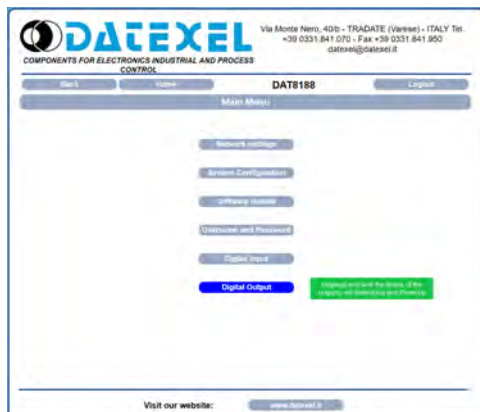 DATEXEL
COMPONENTS FOR ELECTRONICS INDUSTRIAL AND PROCESS
CONTROL
Via Monte Nero, 40/b - TRADATE (Varese) - ITALY Tel.
+39 0331.841.070 - Fax +39 0331.841.950
datexel@datexel.it
Back
Home
DAT8188
Logout
Main Menu
Network settings
System Configuration
Software Update
Username and Password
Digital Input
Digital Output
Visit our website:
www.datexel.it